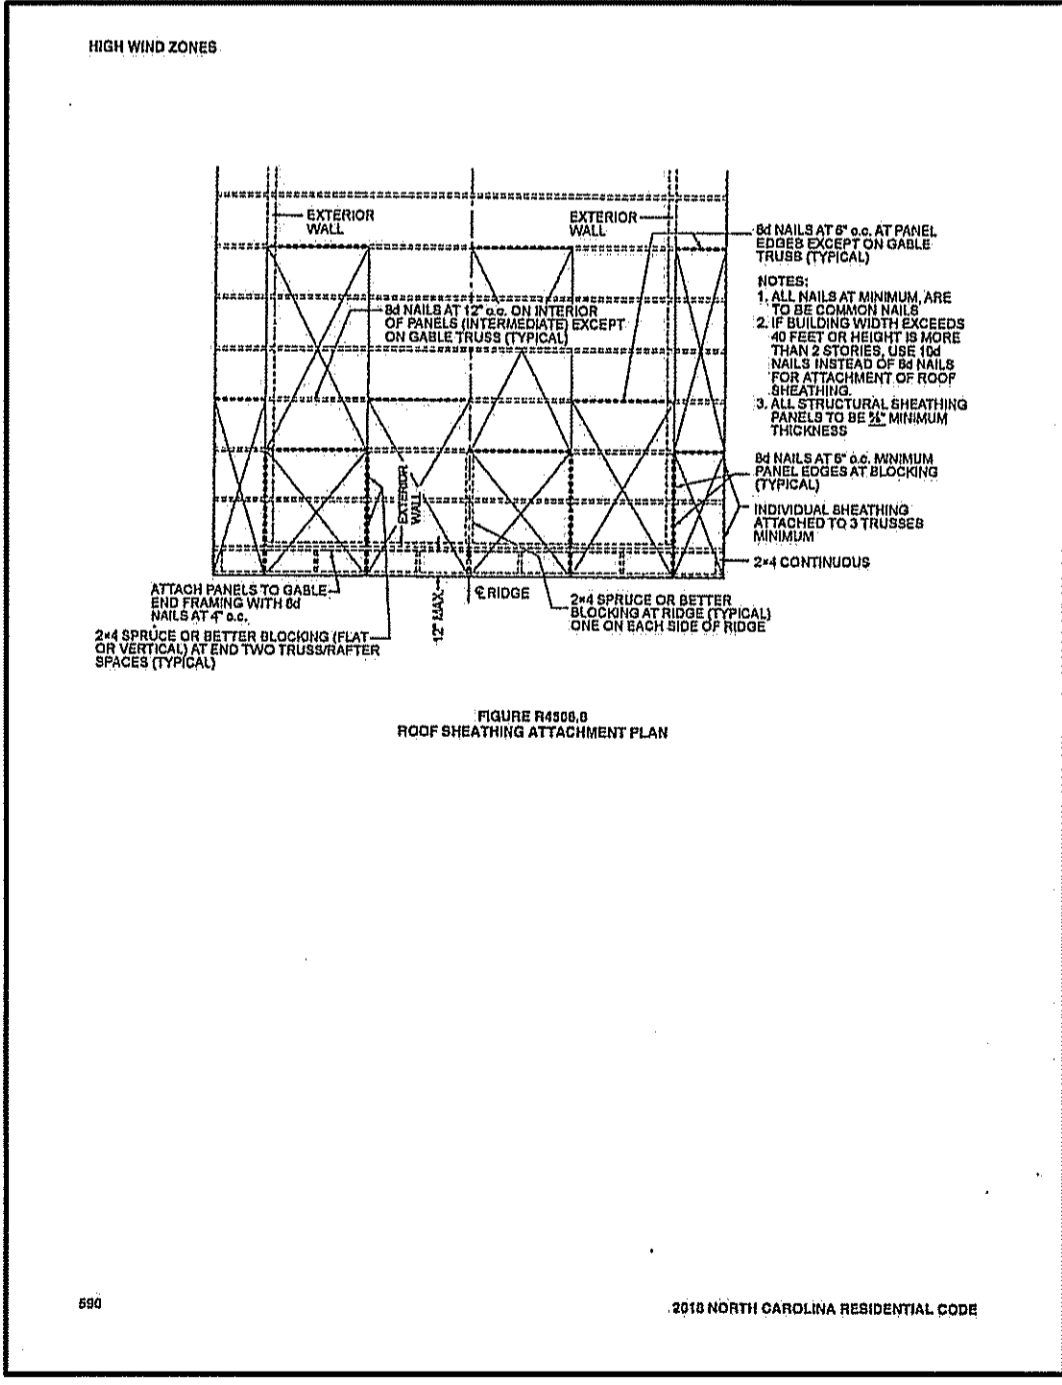 HIGH WIND ZONES
EXTERIOR
WALL
EXTERIOR
WALL
8d NAILS AT 6" o.c. AT PANEL
EDGES EXCEPT ON GABLE
TRUSS (TYPICAL)
NOTES:
1. ALL NAILS AT MINIMUM, ARE
TO BE COMMON NAILS
2. IF BUILDING WIDTH EXCEEDS
40 FEET OR HEIGHT IS MORE
THAN 2 STORIES, USE 10d
NAILS INSTEAD OF 8d NAILS
FOR ATTACHMENT OF ROOF
SHEATHING.
3. ALL STRUCTURAL SHEATHING
PANELS TO BE MINIMUM
THICKNESS
8d NAILS AT 12" o.c. ON INTERIOR
OF PANELS (INTERMEDIATE) EXCEPT
ON GABLE TRUSS (TYPICAL)
8d NAILS AT 6" o.c. MINIMUM
PANEL EDGES AT BLOCKING
(TYPICAL)
EXTERIOR
WALL
INDIVIDUAL SHEATHING
ATTACHED TO 3 TRUSSES
MINIMUM
2×4 CONTINUOUS
ATTACH PANELS TO GABLE
END FRAMING WITH 8d
NAILS AT 4" o.c.
12" MAX.
℄ RIDGE
2×4 SPRUCE OR BETTER
BLOCKING AT RIDGE (TYPICAL)
ONE ON EACH SIDE OF RIDGE
2×4 SPRUCE OR BETTER BLOCKING (FLAT
OR VERTICAL) AT END TWO TRUSS/RAFTER
SPACES (TYPICAL)
FIGURE
ROOF SHEATHING ATTACHMENT PLAN
590
2018 NORTH CAROLINA RESIDENTIAL CODE